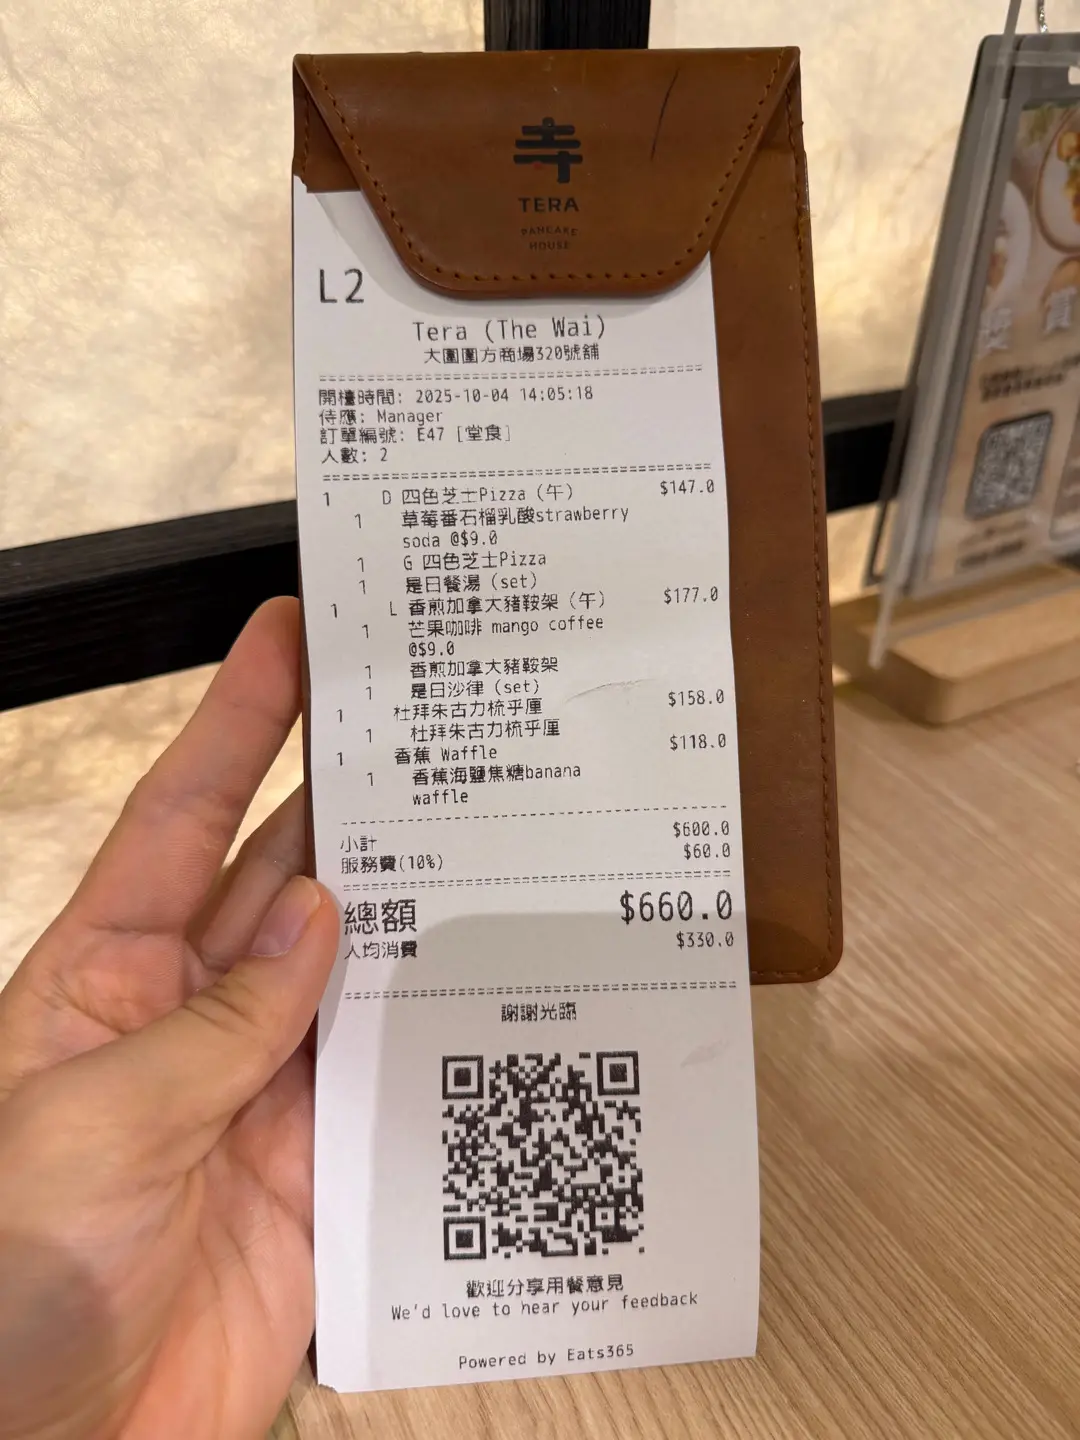 寺
TERA
PANCAKE
HOUSE
L2
Tera (The Wai)
大圍圍方商場320號舖
開檯時間: 2025-10-04 14:05:18
侍應: Manager
訂單編號: E47 [堂食]
人數: 2
1 D 四色芝士Pizza (午) $147.0
1 草莓番石榴乳酸strawberry
soda @$9.0
1 G 四色芝士Pizza
1 是日餐湯 (set)
1 L 香煎加拿大豬鞍架 (午) $177.0
1 芒果咖啡 mango coffee
@$9.0
1 香煎加拿大豬鞍架
1 是日沙律 (set)
1 杜拜朱古力梳乎厘 $158.0
1 杜拜朱古力梳乎厘
1 香蕉 Waffle $118.0
1 香蕉海鹽焦糖banana
waffle
小計 $600.0
服務費(10%) $60.0
總額 $660.0
人均消費 $330.0
謝謝光臨
歡迎分享用餐意見
We'd love to hear your feedback
Powered by Eats365